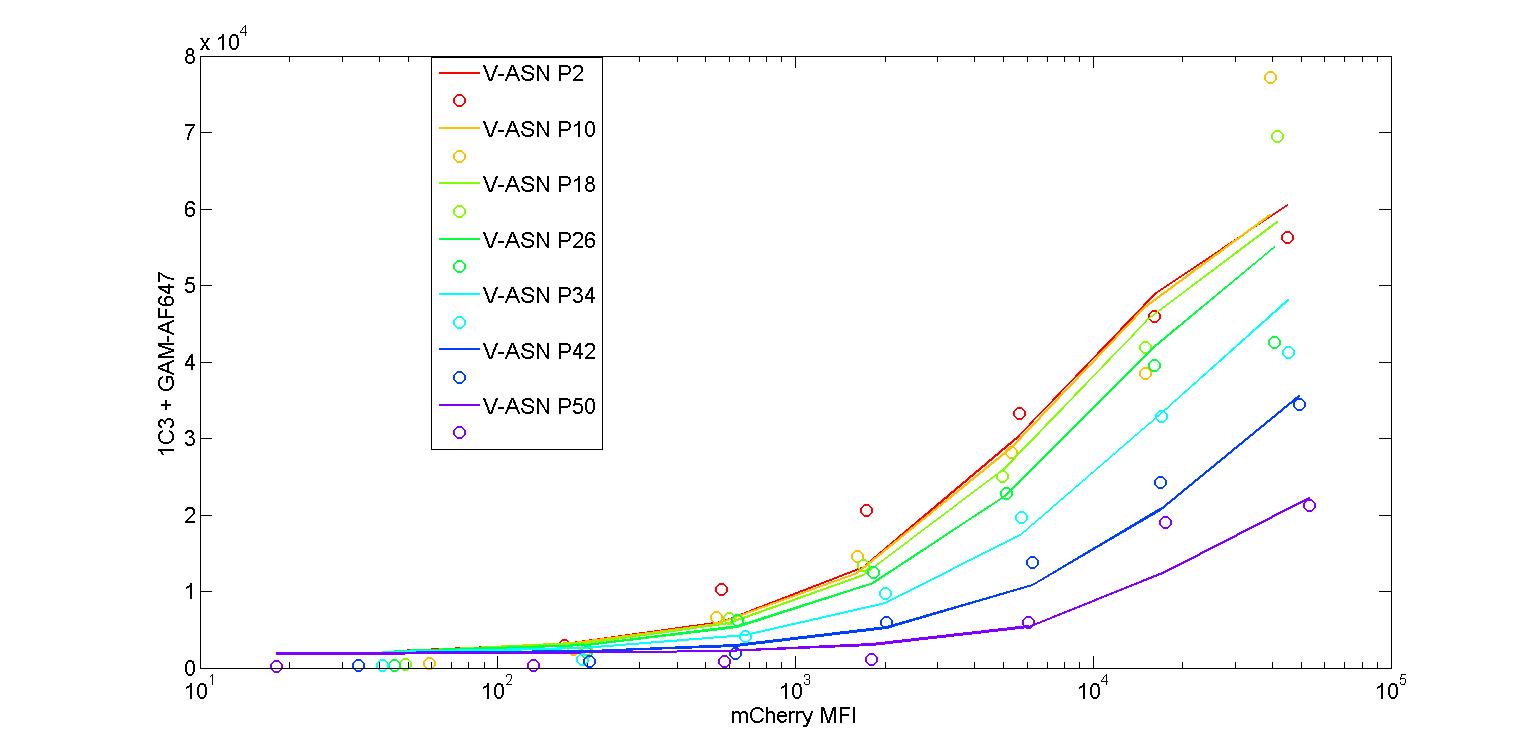 x 10^4
8
7
6
5
4
3
2
1
0
1C3 + GAM-AF647
V-ASN P2
V-ASN P10
V-ASN P18
V-ASN P26
V-ASN P34
V-ASN P42
V-ASN P50
10^1 10^2 10^3 10^4 10^5
mCherry MFI